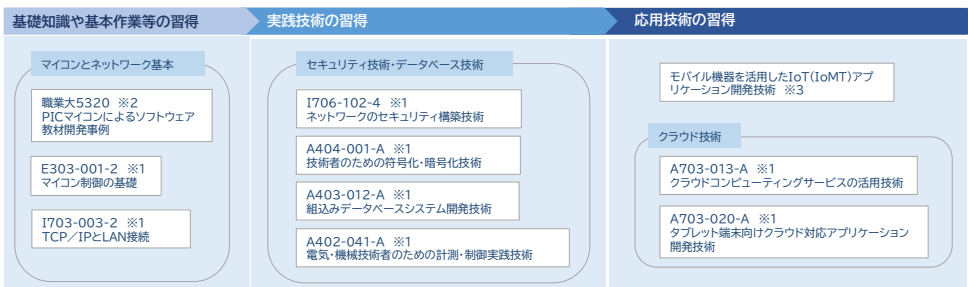 基礎知識や基本作業等の習得
実践技術の習得
応用技術の習得
マイコンとネットワーク基本
職業大5320 ※2
PICマイコンによるソフトウェア
教材開発事例
E303-001-2 ※1
マイコン制御の基礎
I703-003-2 ※1
TCP／IPとLAN接続
セキュリティ技術・データベース技術
I706-102-4 ※1
ネットワークのセキュリティ構築技術
A404-001-A ※1
技術者のための符号化・暗号化技術
A403-012-A ※1
組込みデータベースシステム開発技術
A402-041-A ※1
電気・機械技術者のための計測・制御実践技術
モバイル機器を活用したIoT(IoMT)アプ
リケーション開発技術 ※3
クラウド技術
A703-013-A ※1
クラウドコンピューティングサービスの活用技術
A703-020-A ※1
タブレット端末向けクラウド対応アプリケーション
開発技術